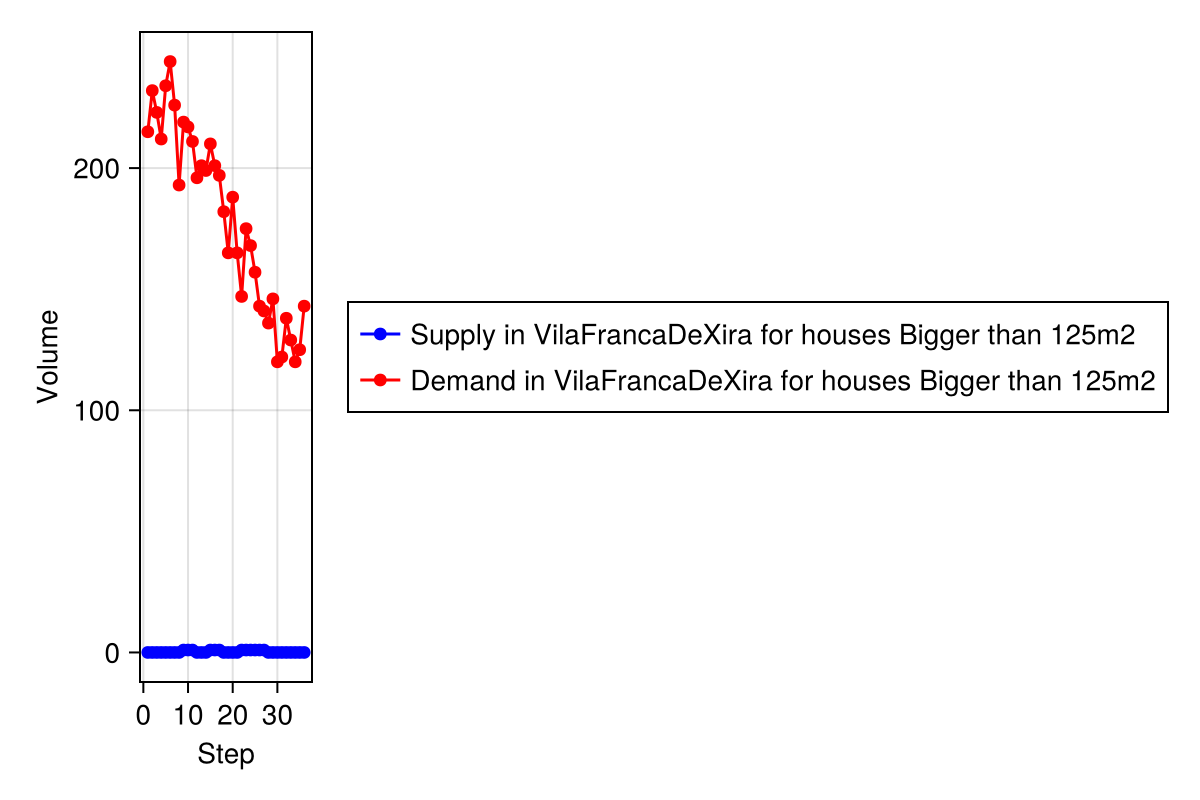 Volume
200
100
0
0 10 20 30
Step
Supply in VilaFrancaDeXira for houses Bigger than 125m2
Demand in VilaFrancaDeXira for houses Bigger than 125m2